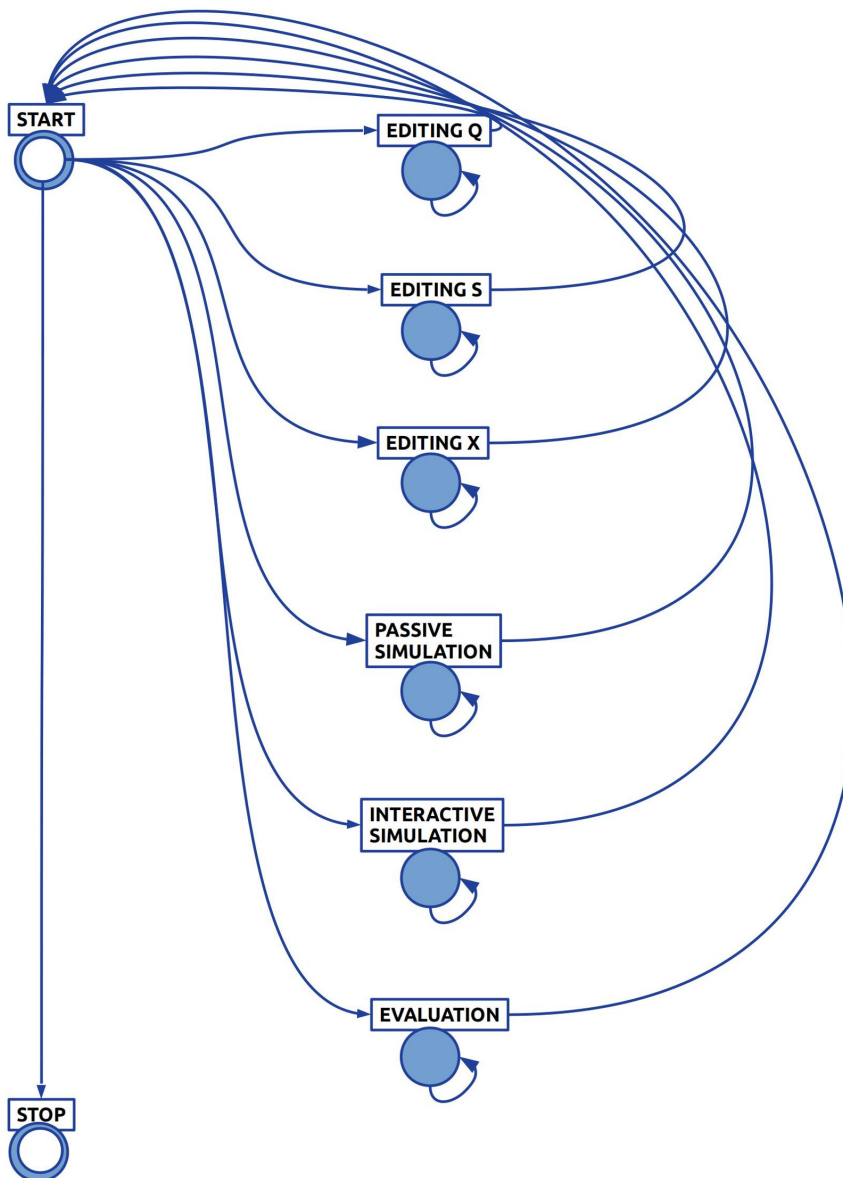 START
EDITING Q
EDITING S
EDITING X
PASSIVE
SIMULATION
INTERACTIVE
SIMULATION
EVALUATION
STOP